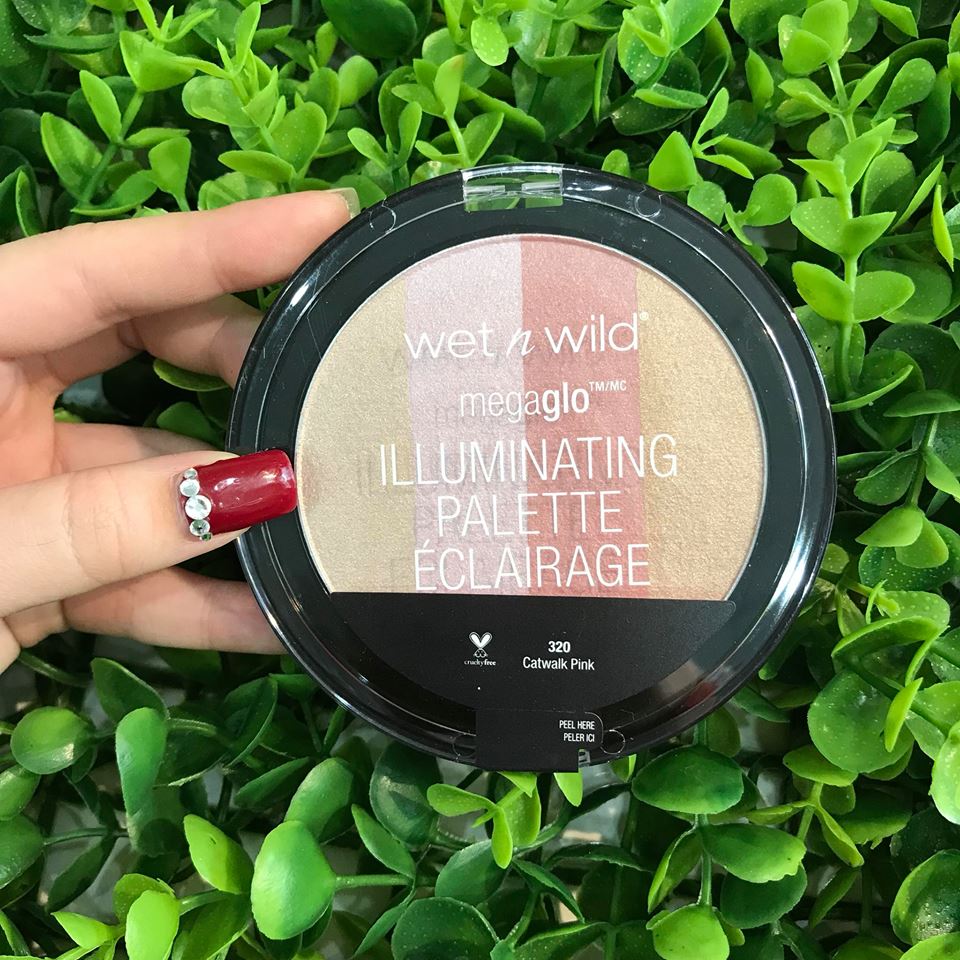 wet n wild®
megaglo™/MC
ILLUMINATING
PALETTE
ÉCLAIRAGE
crueltyfree
320
Catwalk Pink
PEEL HERE
PELER ICI